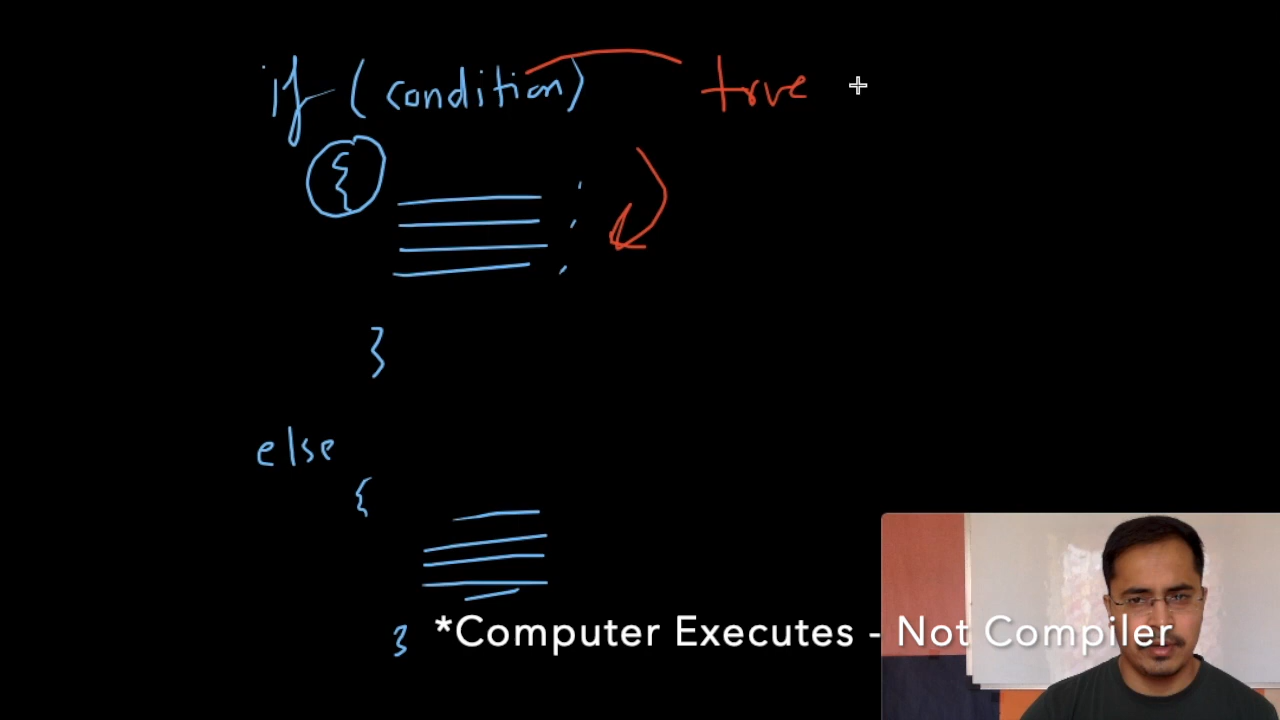 if (condition) true
{
;
;
;
}
else
{
}
*Computer Executes - Not Compiler